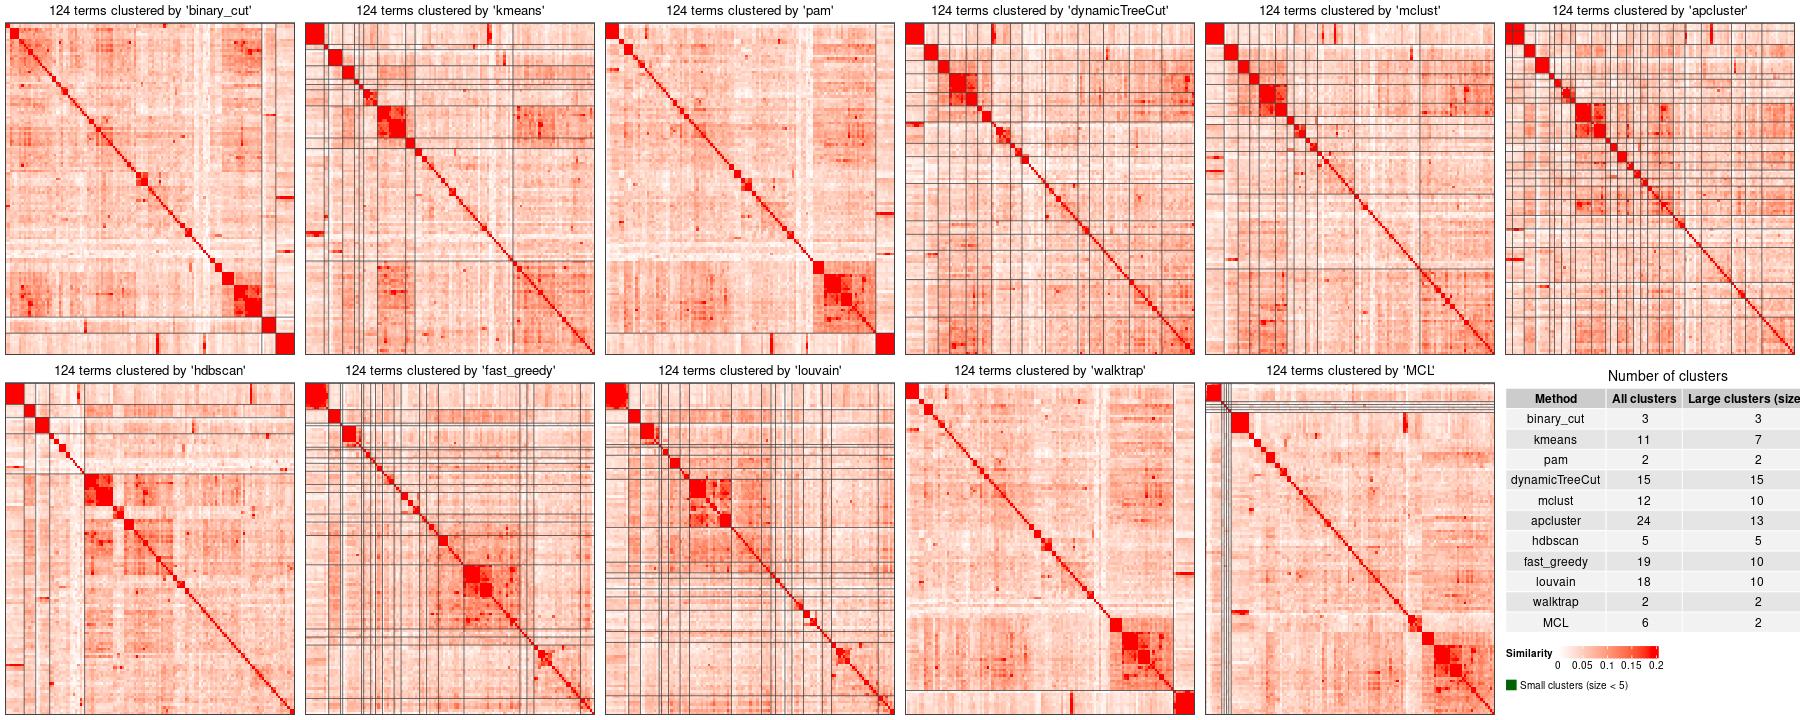 124 terms clustered by 'binary_cut'
124 terms clustered by 'kmeans'
124 terms clustered by 'pam'
124 terms clustered by 'dynamicTreeCut'
124 terms clustered by 'mclust'
124 terms clustered by 'apcluster'
124 terms clustered by 'hdbscan'
124 terms clustered by 'fast_greedy'
124 terms clustered by 'louvain'
124 terms clustered by 'walktrap'
124 terms clustered by 'MCL'
Number of clusters
Method All clusters Large clusters (size
binary_cut 3 3
kmeans 11 7
pam 2 2
dynamicTreeCut 15 15
mclust 12 10
apcluster 24 13
hdbscan 5 5
fast_greedy 19 10
louvain 18 10
walktrap 2 2
MCL 6 2
Similarity
0 0.05 0.1 0.15 0.2
Small clusters (size < 5)